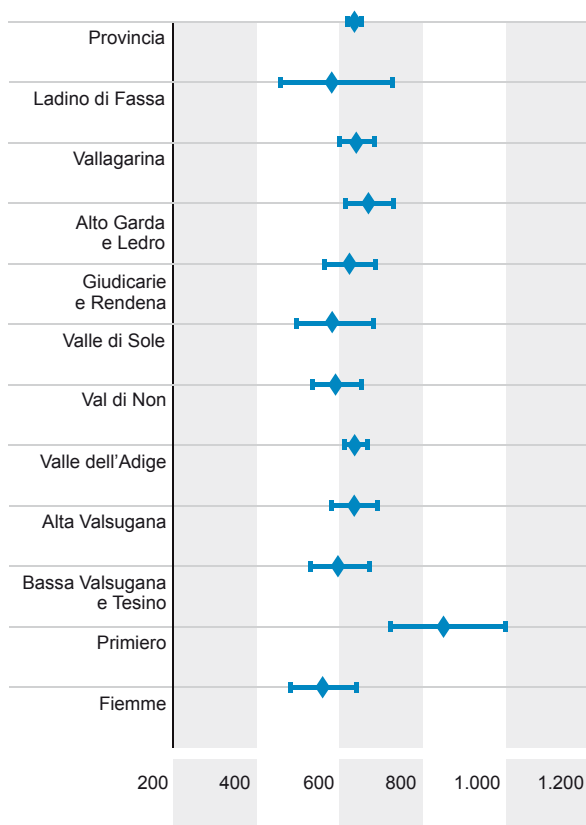 Provincia
Ladino di Fassa
Vallagarina
Alto Garda
e Ledro
Giudicarie
e Rendena
Valle di Sole
Val di Non
Valle dell'Adige
Alta Valsugana
Bassa Valsugana
e Tesino
Primiero
Fiemme
200 400 600 800 1.000 1.200